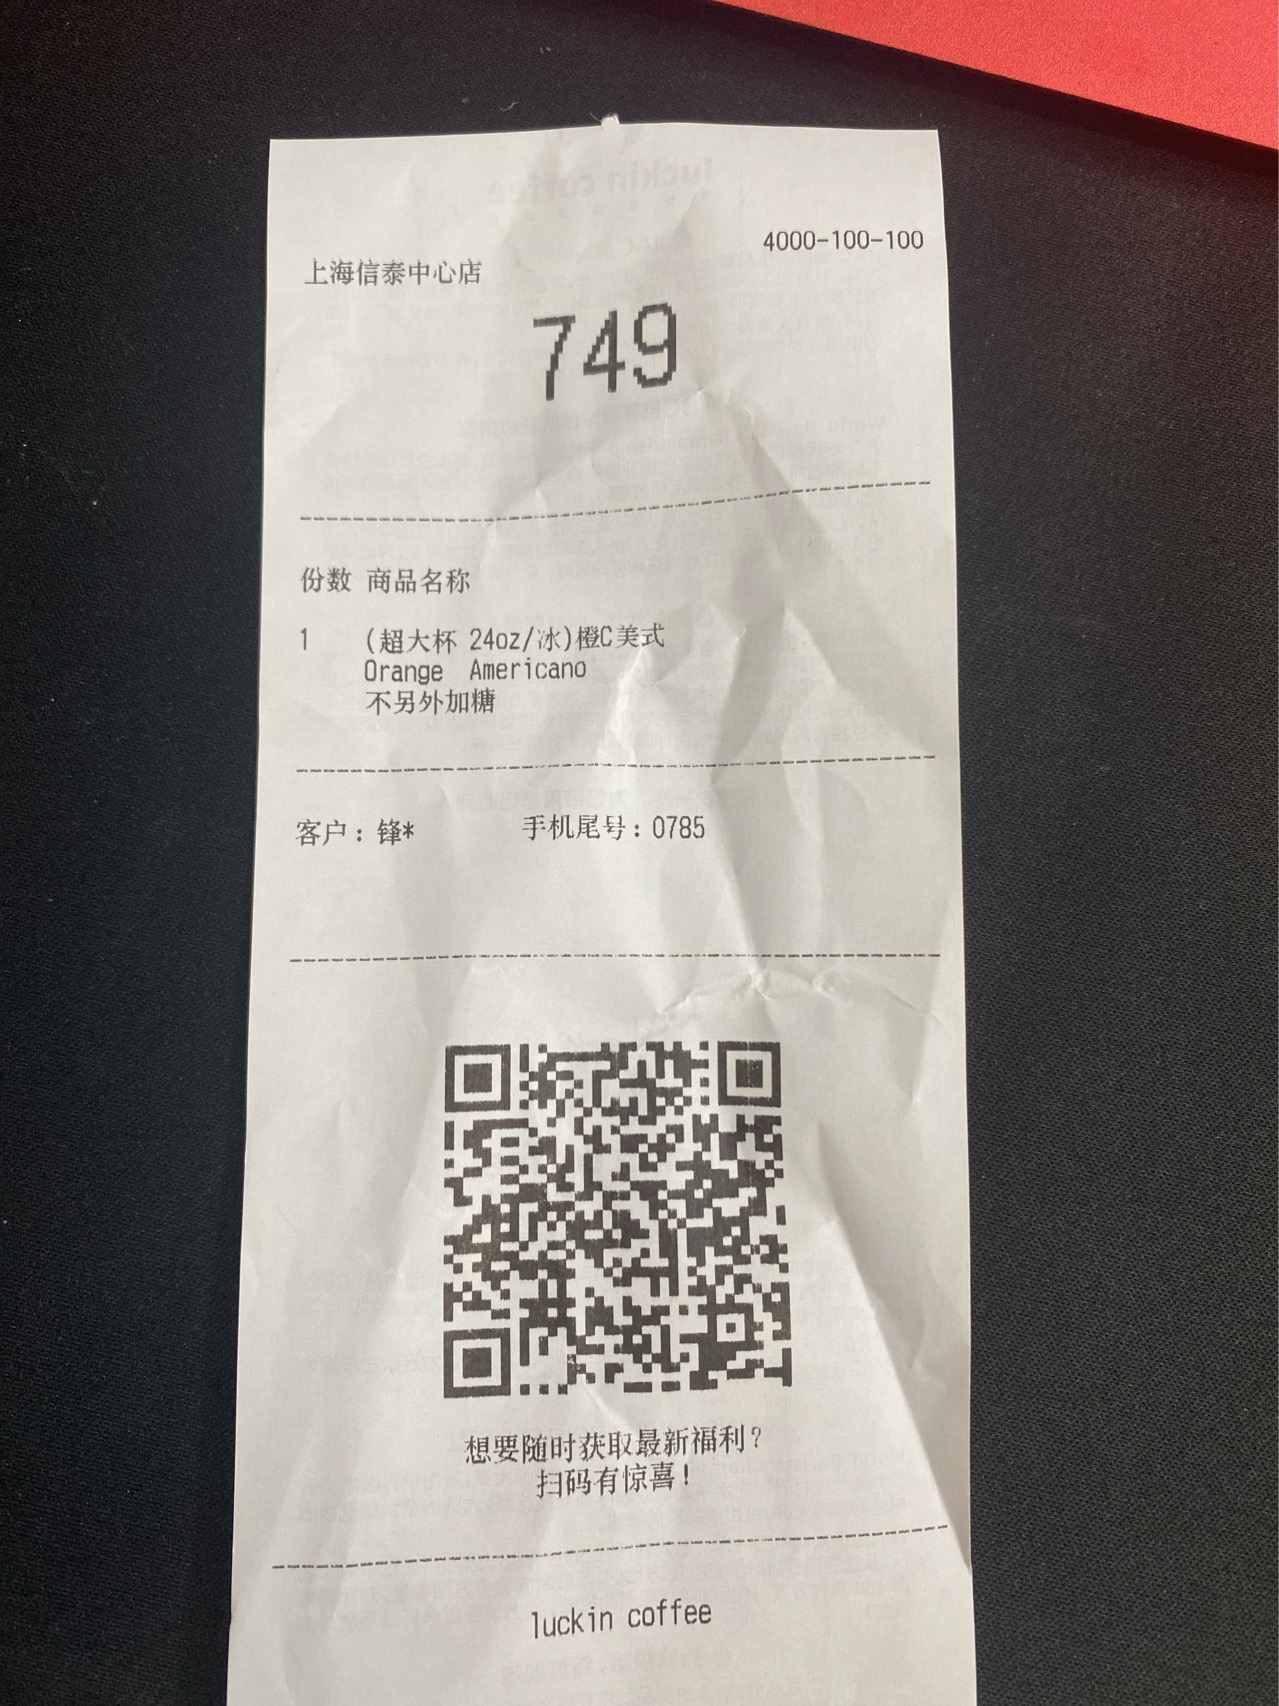 4000-100-100
上海信泰中心店
749
份数 商品名称
1 (超大杯 24oz/冰)橙C美式
Orange Americano
不另外加糖
客户：锋* 手机尾号：0785
想要随时获取最新福利？
扫码有惊喜！
luckin coffee